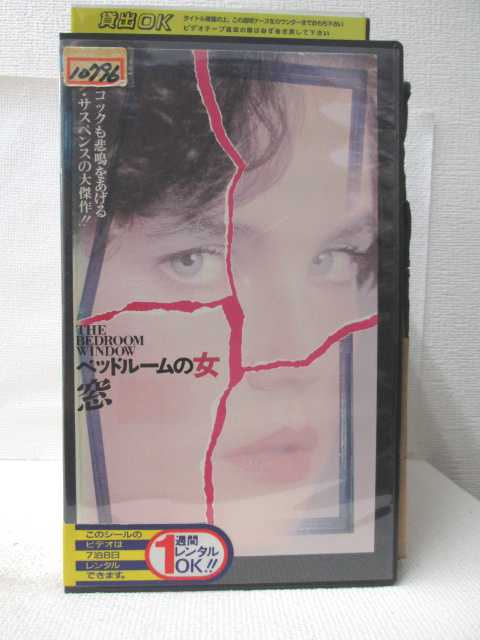 貸出OK
タイトル確認の上、この透明ケースをカウンターまでお持ち下さい
ビデオテープ返却の際は必ず巻き戻して下さい
10796
コックも悲鳴をあげる
・サスペンスの大傑作!!
THE
BEDROOM
WINDOW
ベッドルームの女
窓
このシールの
ビデオは
7泊8日
レンタル
できます。
1週間
レンタル
OK!!